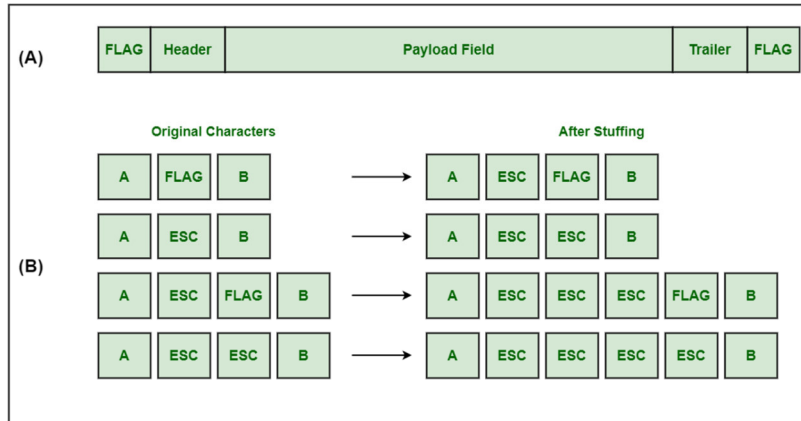 (A) FLAG Header Payload Field Trailer FLAG
Original Characters After Stuffing
A FLAG B A ESC FLAG B
A ESC B A ESC ESC B
(B)
A ESC FLAG B A ESC ESC ESC FLAG B
A ESC ESC B A ESC ESC ESC ESC B